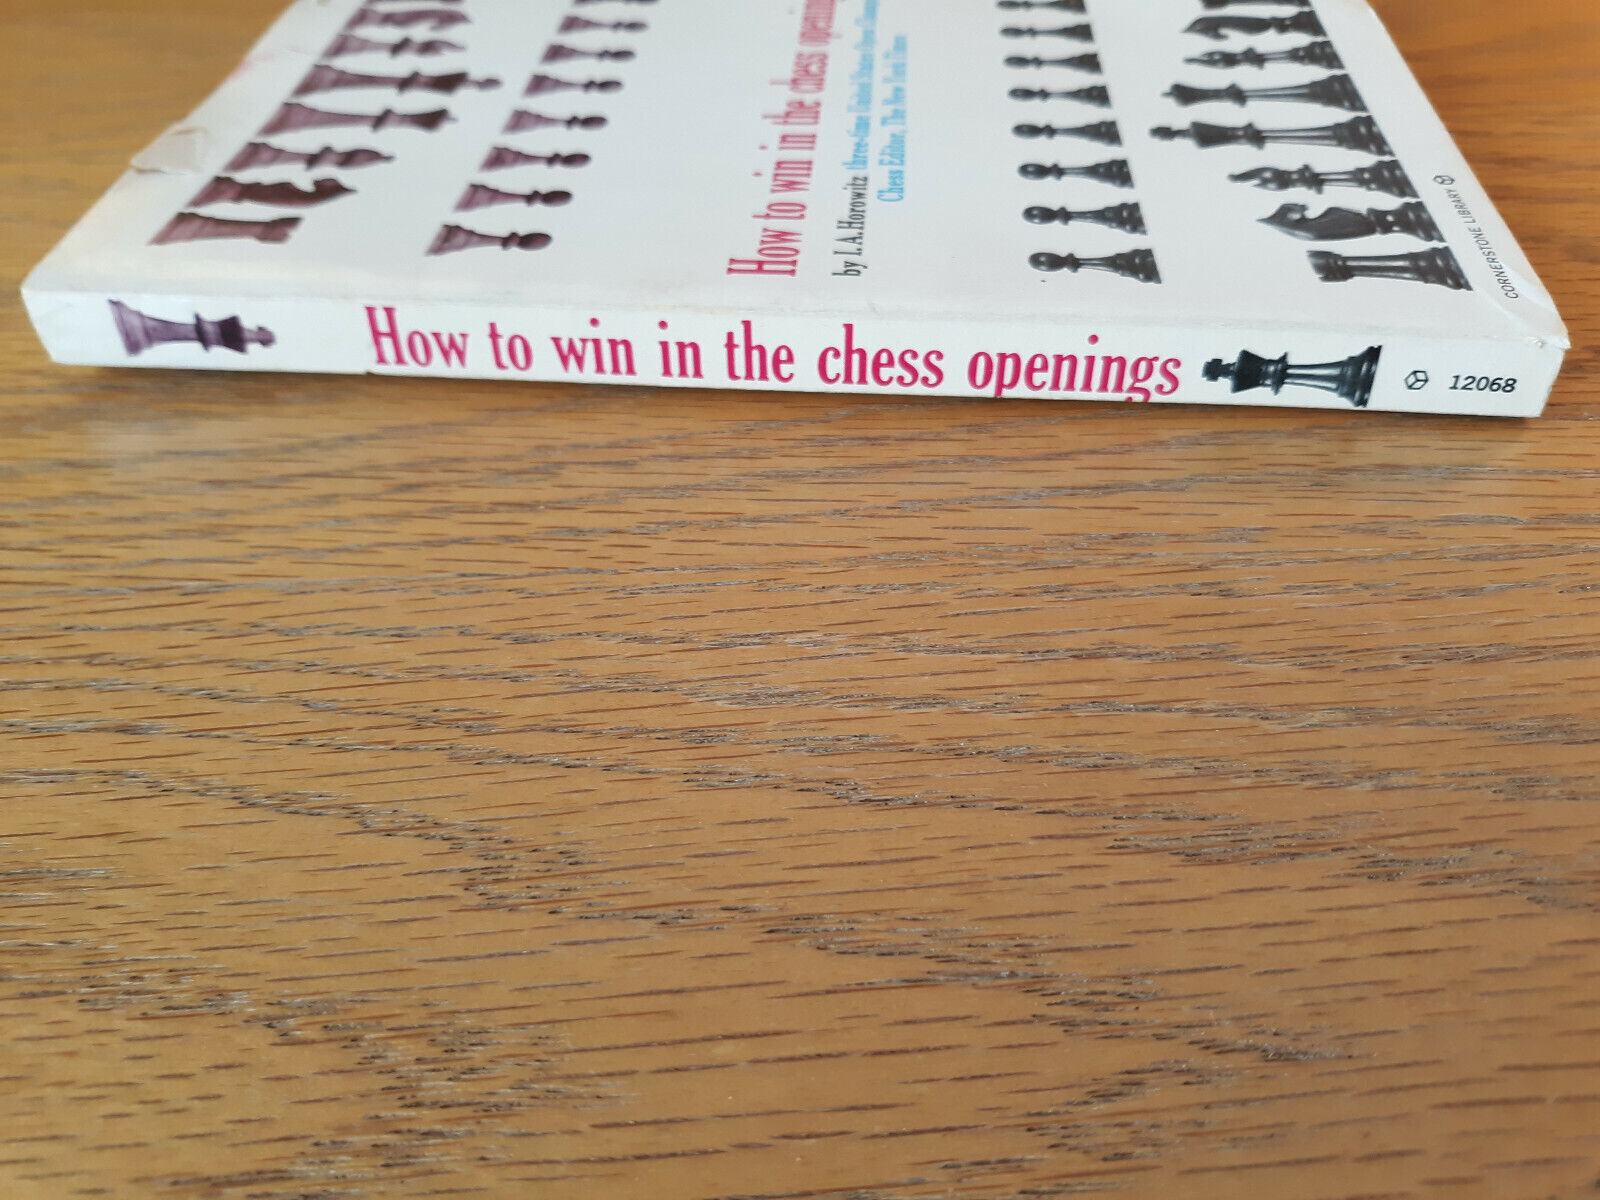 How to win in the chess openings
by I.A.Horowitz three-time United States Open
Chess Editor, The New York Times
CORNERSTONE LIBRARY
How to win in the chess openings
12068